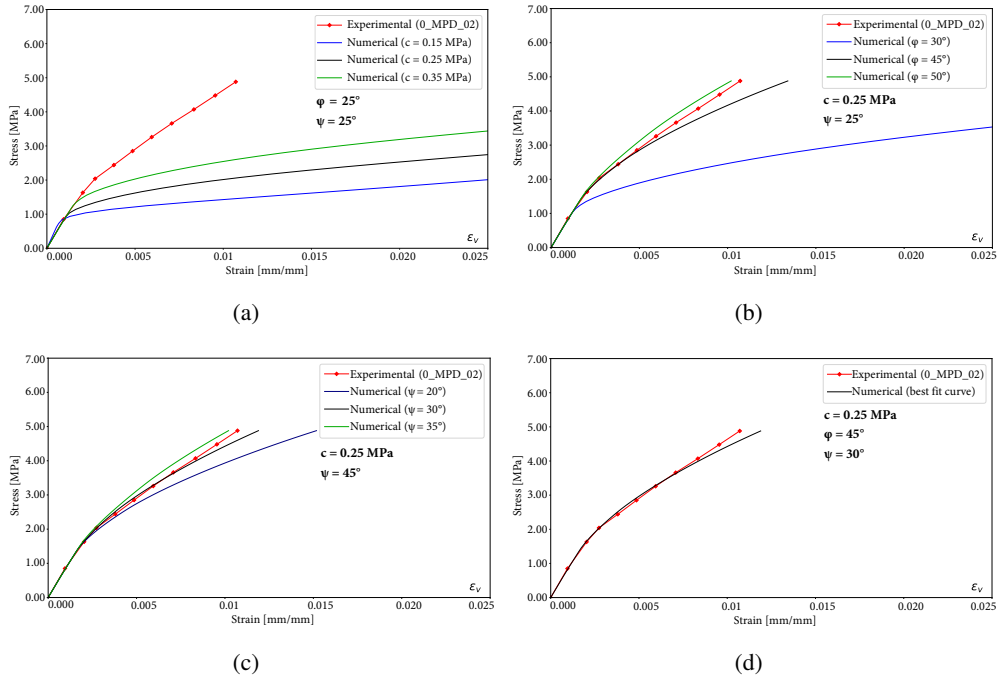 7.00
6.00
5.00
4.00
3.00
2.00
1.00
0.00
Stress [MPa]
Experimental (0_MPD_02)
Numerical (c = 0.15 MPa)
Numerical (c = 0.25 MPa)
Numerical (c = 0.35 MPa)
φ = 25°
ψ = 25°
εv
0.000 0.005 0.01 0.015 0.020 0.025
Strain [mm/mm]
(a)
7.00
6.00
5.00
4.00
3.00
2.00
1.00
0.00
Stress [MPa]
Experimental (0_MPD_02)
Numerical (φ = 30°)
Numerical (φ = 45°)
Numerical (φ = 50°)
c = 0.25 MPa
ψ = 25°
εv
0.000 0.005 0.01 0.015 0.020 0.025
Strain [mm/mm]
(b)
7.00
6.00
5.00
4.00
3.00
2.00
1.00
0.00
Stress [MPa]
Experimental (0_MPD_02)
Numerical (ψ = 20°)
Numerical (ψ = 30°)
Numerical (ψ = 35°)
c = 0.25 MPa
ψ = 45°
εv
0.000 0.005 0.01 0.015 0.020 0.025
Strain [mm/mm]
(c)
7.00
6.00
5.00
4.00
3.00
2.00
1.00
0.00
Stress [MPa]
Experimental (0_MPD_02)
Numerical (best fit curve)
c = 0.25 MPa
φ = 45°
ψ = 30°
εv
0.000 0.005 0.01 0.015 0.020 0.025
Strain [mm/mm]
(d)